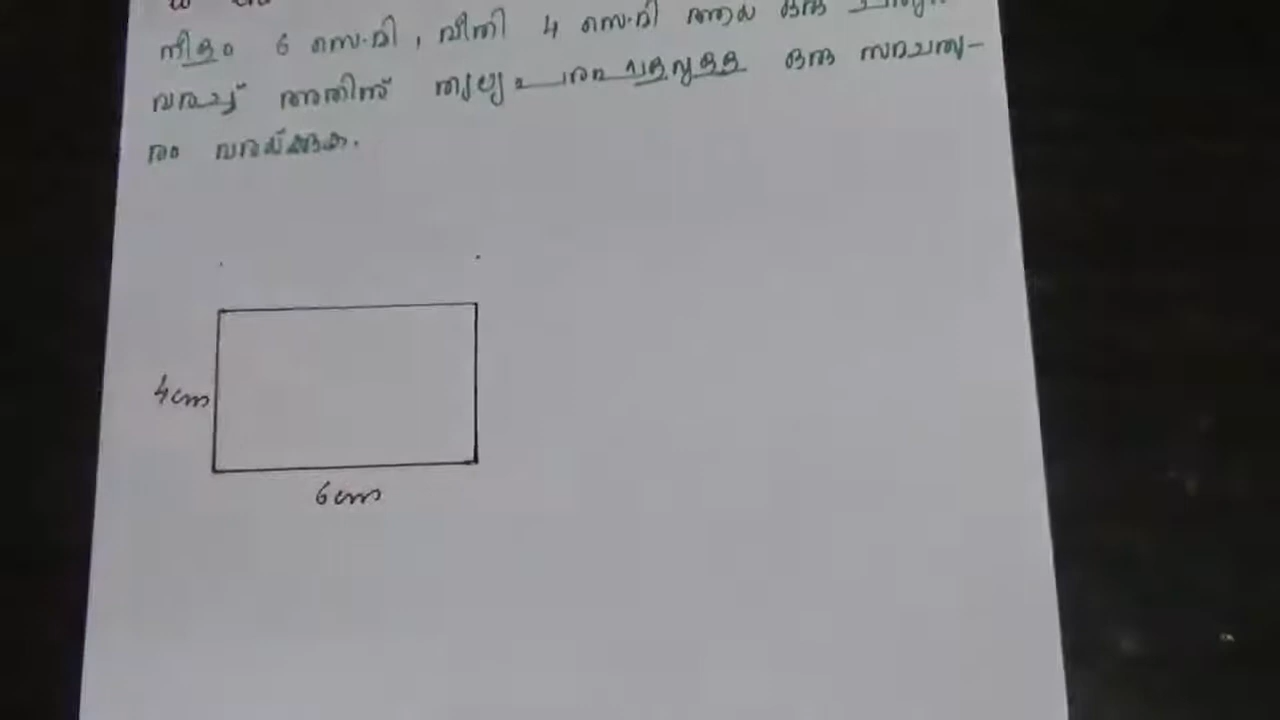 നീളം 6 സെ.മി , വീതി 4 സെ.മി ആയ ഒരു
വരച്ച് അതിന് തുല്യ പരപ്പളവുള്ള ഒരു സമചതു-
രം വരയ്ക്കുക.
4cm
6cm